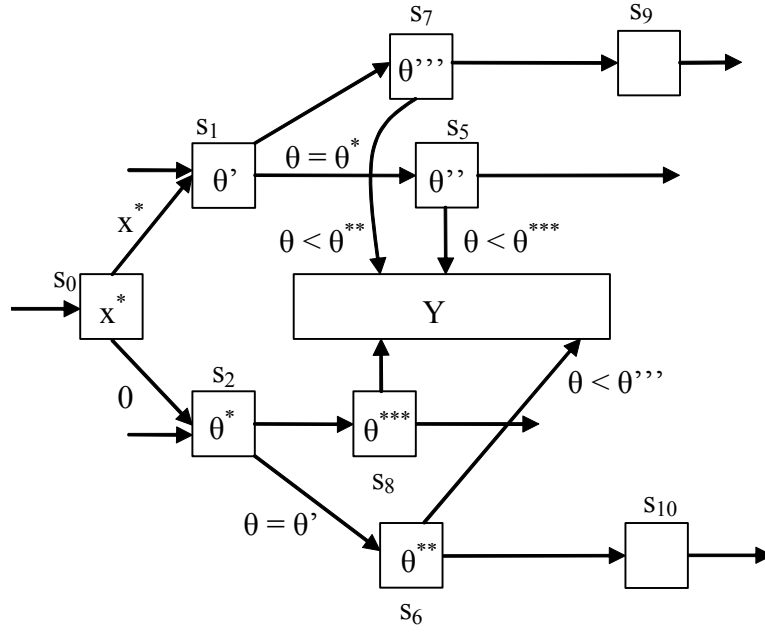 s7
s9
θ'''
s1
s5
θ = θ*
θ'
θ''
x*
θ < θ**
θ < θ***
s0
x*
Y
0
s2
θ < θ'''
θ*
θ***
s8
θ = θ'
s10
θ**
s6